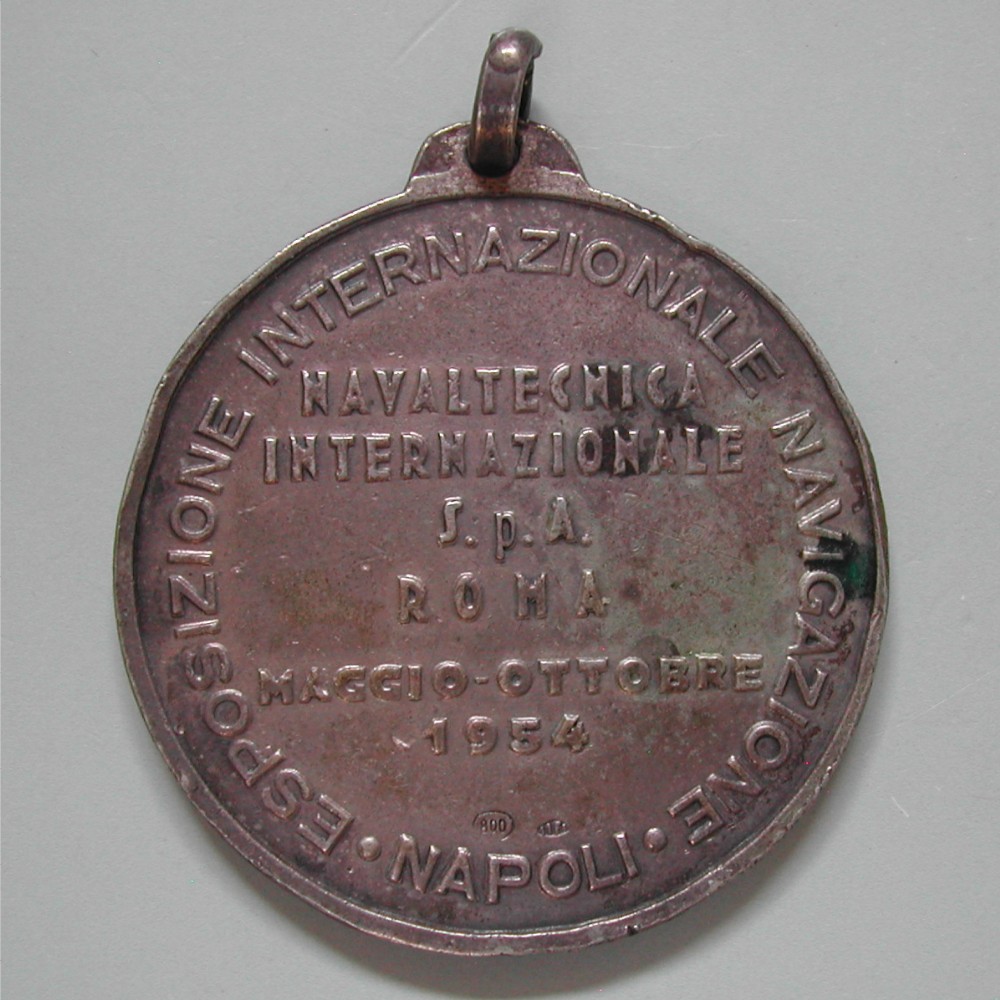 ESPOSIZIONE INTERNAZIONALE NAVIGAZIONE
• NAPOLI •
NAVALTECNICA
INTERNAZIONALE
S.p.A.
ROMA
MAGGIO-OTTOBRE
1954
800